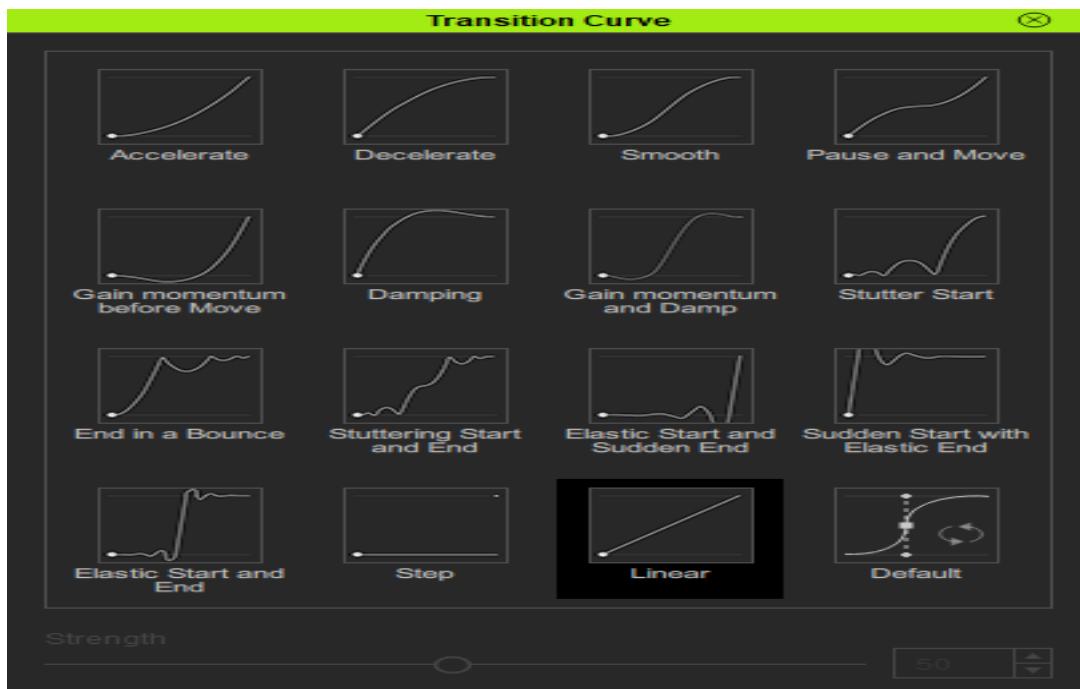 Transition Curve
Accelerate
Decelerate
Smooth
Pause and Move
Gain momentum
before Move
Damping
Gain momentum
and Damp
Stutter Start
End in a Bounce
Stuttering Start
and End
Elastic Start and
Sudden End
Sudden Start with
Elastic End
Elastic Start and
End
Step
Linear
Default
Strength
50